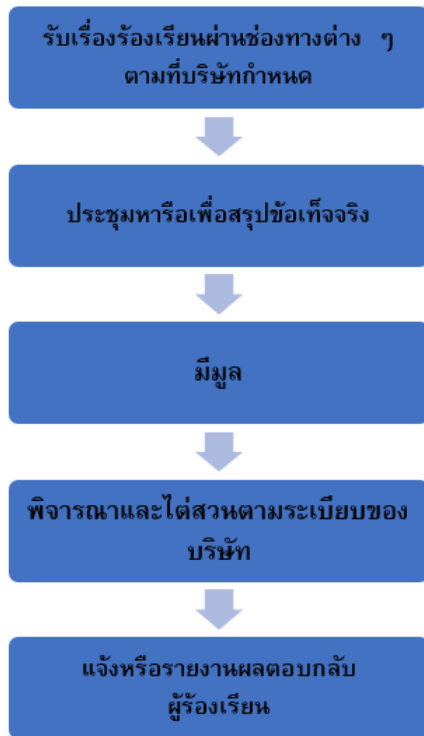 รับเรื่องร้องเรียนผ่านช่องทางต่าง ๆ
ตามที่บริษัทกำหนด
ประชุมหารือเพื่อสรุปข้อเท็จจริง
มีมูล
พิจารณาและไต่สวนตามระเบียบของ
บริษัท
แจ้งหรือรายงานผลตอบกลับ
ผู้ร้องเรียน